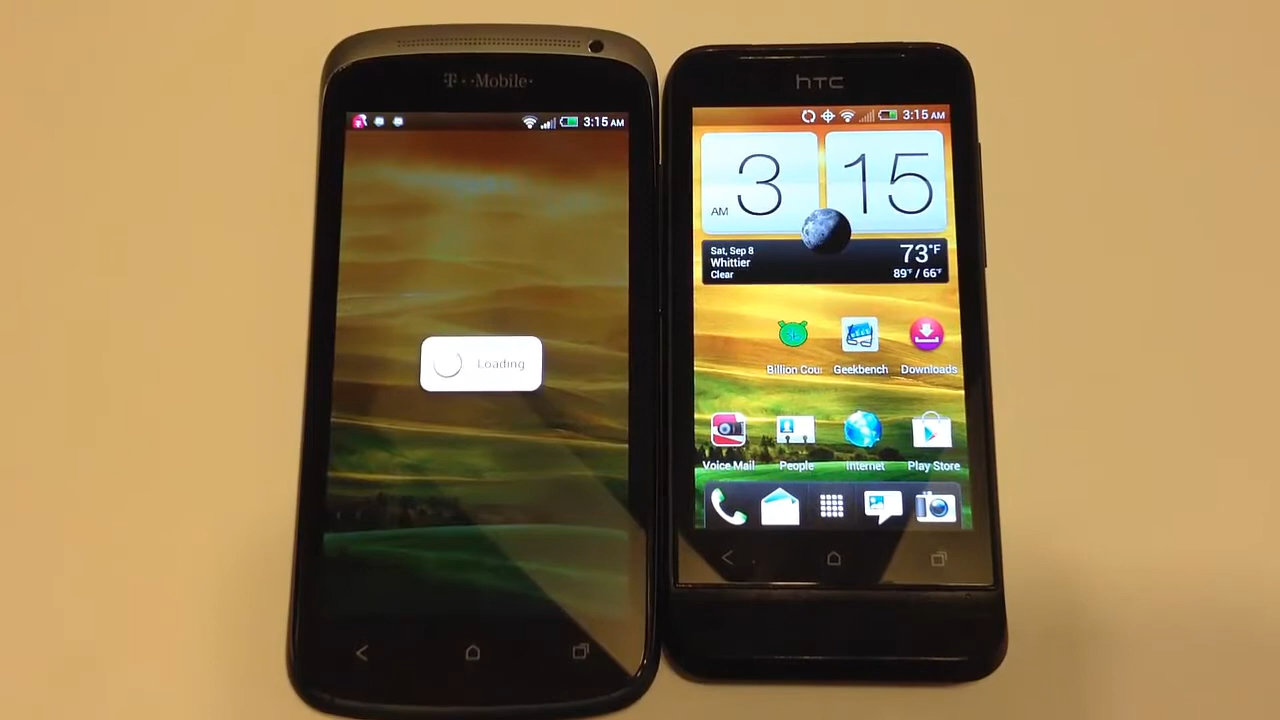 T··Mobile·
3:15 AM
Loading
hTC
3:15 AM
AM 3 15
Sat, Sep 8
Whittier
Clear
73°F
89°F / 66°F
Billion Cou
Geekbench
Downloads
Voice Mail
People
Internet
Play Store